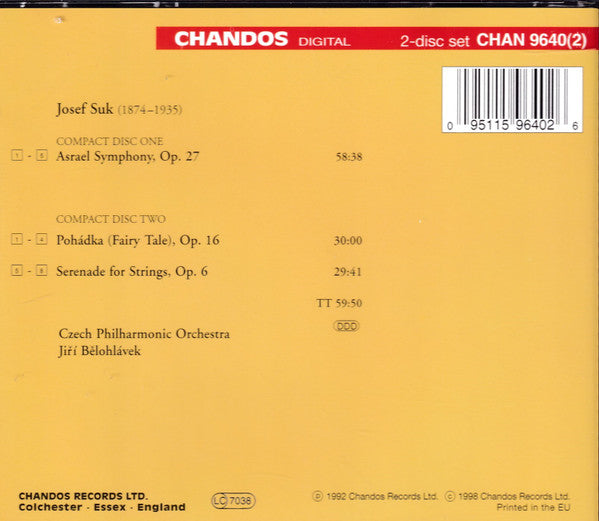 CHANDOS DIGITAL 2-disc set CHAN 9640(2)
0 95115 96402 6
Josef Suk (1874–1935)
COMPACT DISC ONE
1 - 5 Asrael Symphony, Op. 27 58:38
COMPACT DISC TWO
1 - 4 Pohádka (Fairy Tale), Op. 16 30:00
5 - 8 Serenade for Strings, Op. 6 29:41
TT 59:50
DDD
Czech Philharmonic Orchestra
Jiří Bělohlávek
CHANDOS RECORDS LTD.
Colchester · Essex · England
LC 7038
℗ 1992 Chandos Records Ltd. © 1998 Chandos Records Ltd.
Printed in the EU